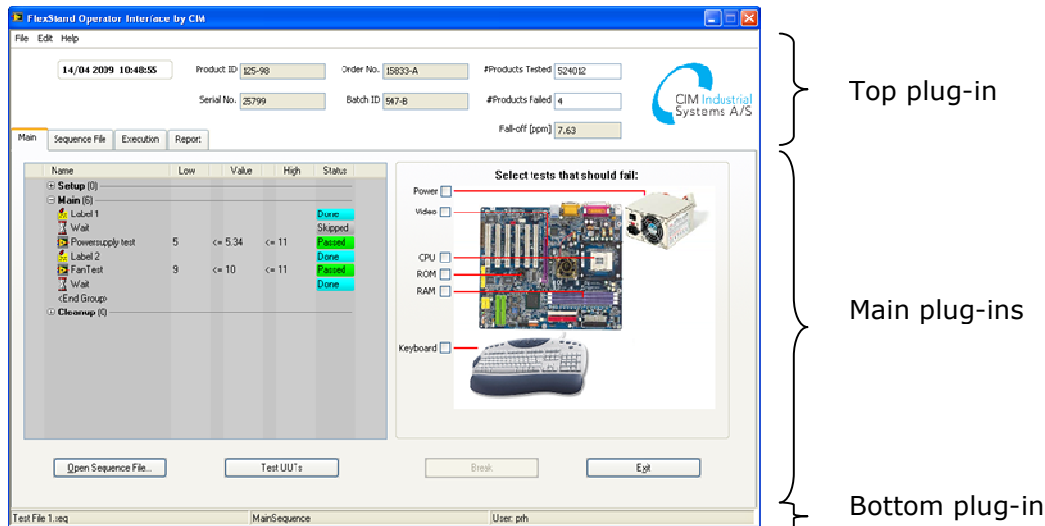 FlexStand Operator Interface by CIM
File Edit Help
14/04 2009 10:48:55
Product ID 125-98
Order No. 15833-A
#Products Tested 524012
Serial No. 25799
Batch ID 547-B
#Products Failed 4
Fall-off [ppm] 7.63
CIM Industrial
Systems A/S
Top plug-in
Main Sequence File Execution Report
Name Low Value High Status
Setup (0)
Main (6)
Label 1 Done
Wait Skipped
Powersupply test 5 <= 5.34 <= 11 Passed
Label 2 Done
FanTest 9 <= 10 <= 11 Passed
Wait Done
<End Group>
Cleanup (0)
Select tests that should fail:
Power
Video
CPU
ROM
RAM
Keyboard
Main plug-ins
Open Sequence File...
Test UUTs
Break
Exit
Test File 1.seq
MainSequence
User: prh
Bottom plug-in